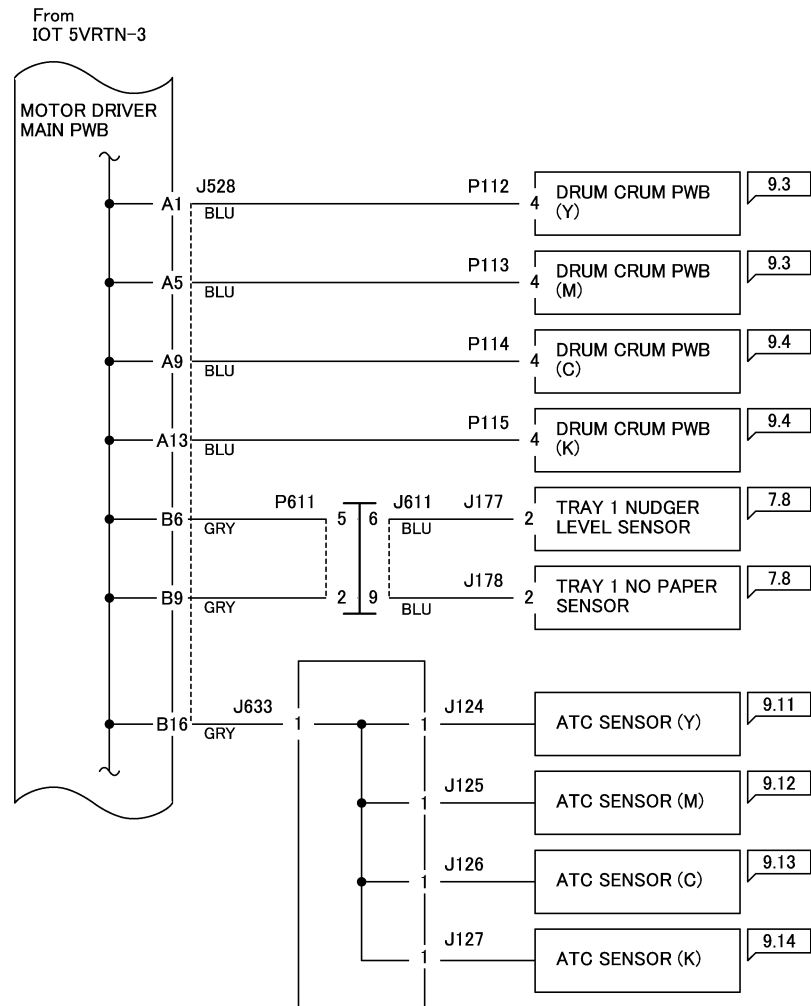 From
IOT 5VRTN-3
MOTOR DRIVER
MAIN PWB
A1 J528 BLU P112 4 DRUM CRUM PWB (Y) 9.3
A5 BLU P113 4 DRUM CRUM PWB (M) 9.3
A9 BLU P114 4 DRUM CRUM PWB (C) 9.4
A13 BLU P115 4 DRUM CRUM PWB (K) 9.4
B6 GRY P611 5 6 J611 BLU J177 2 TRAY 1 NUDGER LEVEL SENSOR 7.8
B9 GRY 2 9 BLU J178 2 TRAY 1 NO PAPER SENSOR 7.8
B16 GRY J633 1 1 J124 ATC SENSOR (Y) 9.11
1 J125 ATC SENSOR (M) 9.12
1 J126 ATC SENSOR (C) 9.13
1 J127 ATC SENSOR (K) 9.14